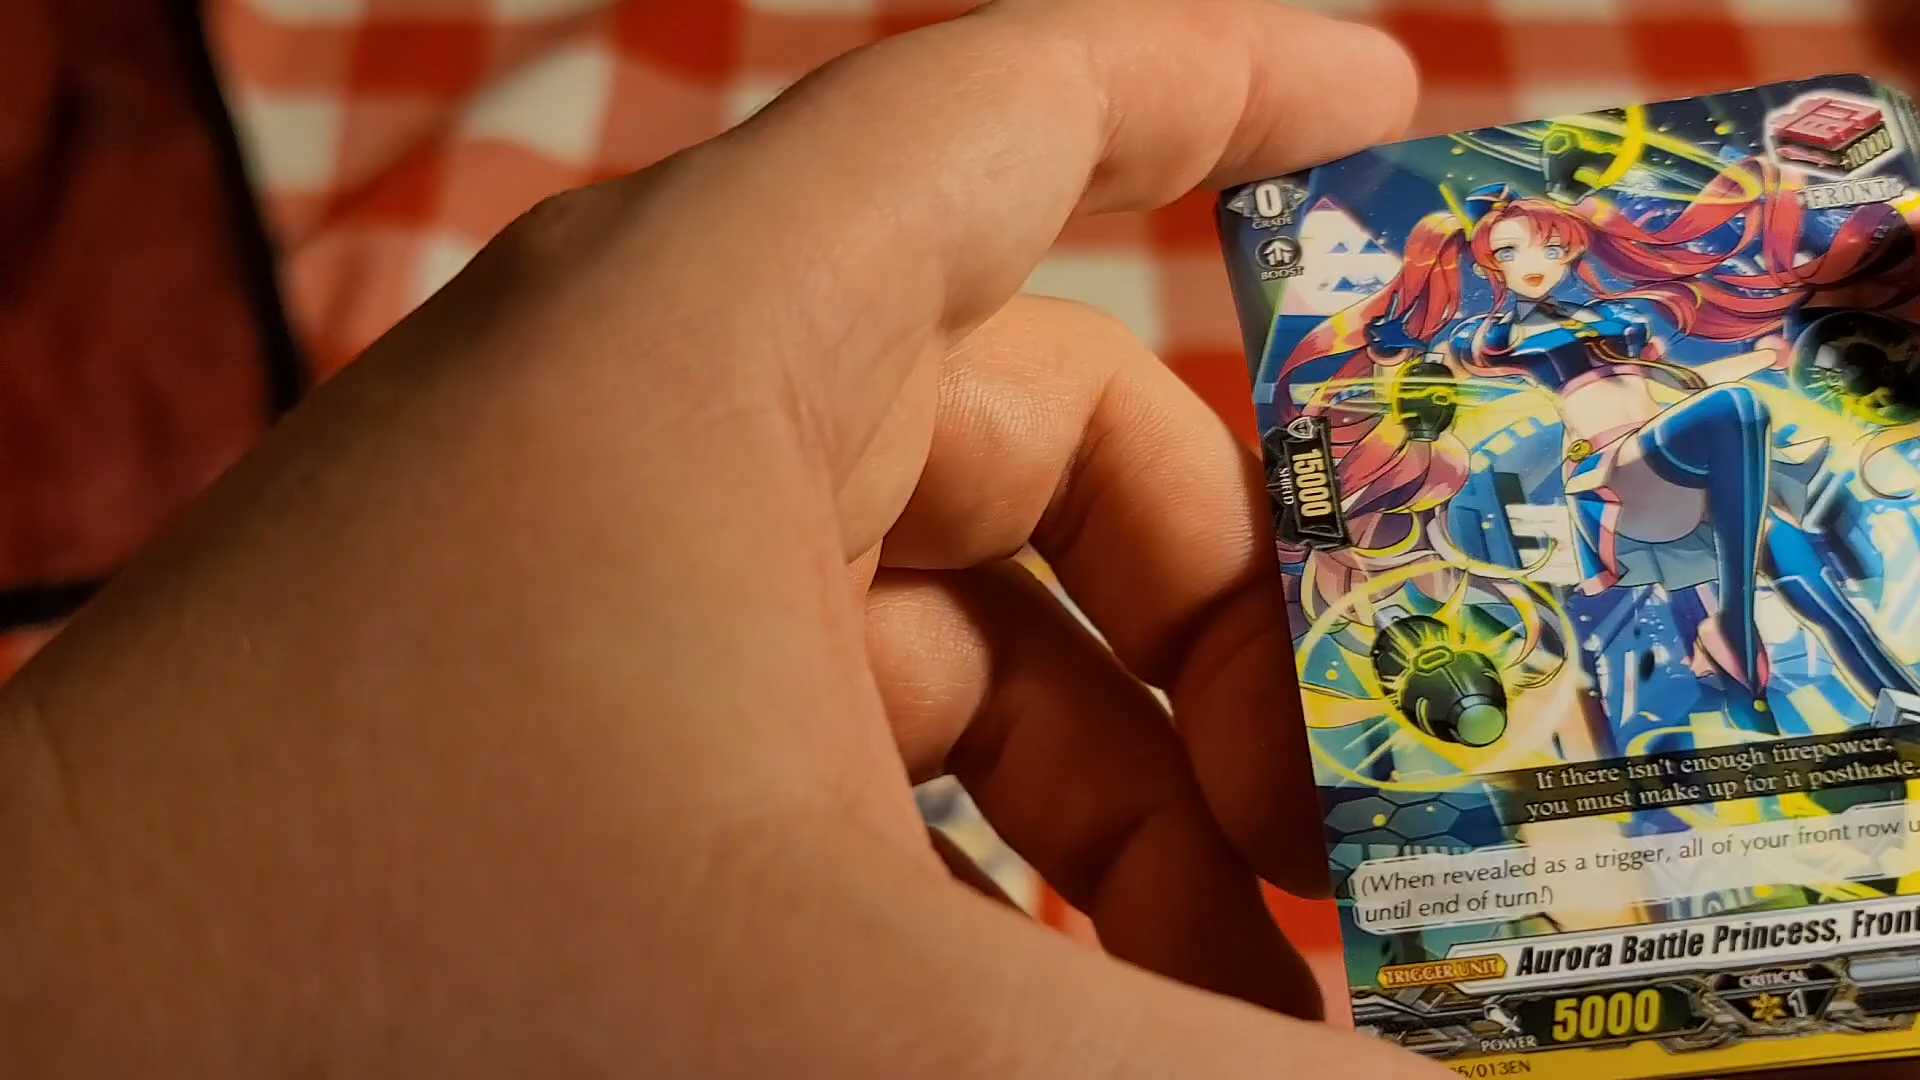 0
GRADE
BOOST
+10000
FRONT
15000
SHIELD
If there isn't enough firepower,
you must make up for it posthaste.
(When revealed as a trigger, all of your front row
until end of turn!)
TRIGGER UNIT Aurora Battle Princess, Front
POWER 5000 CRITICAL 1
/013EN